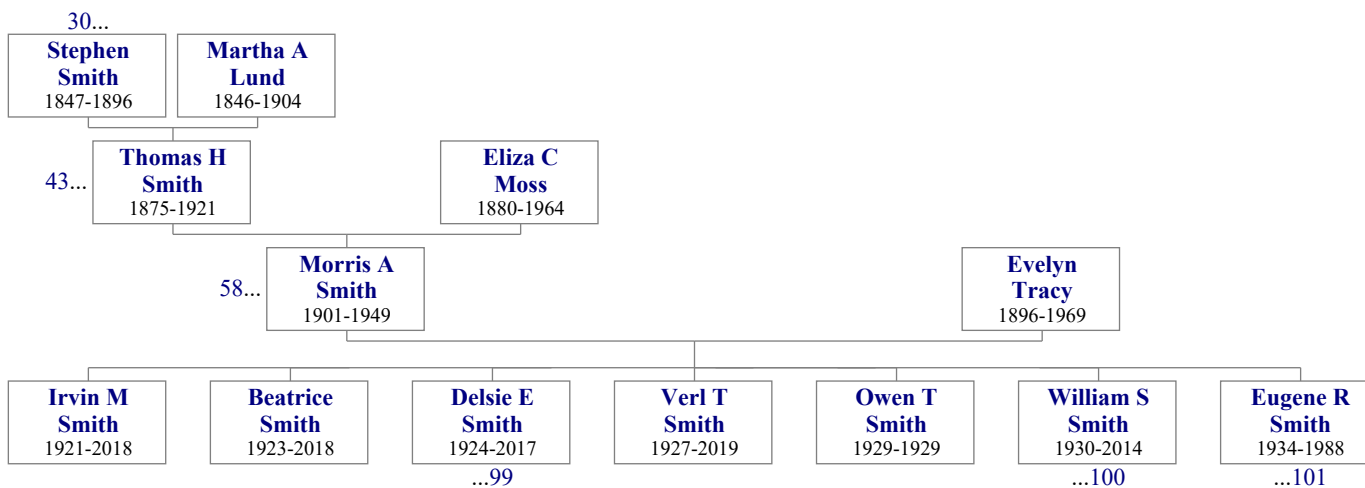 30...
Stephen
Smith
1847-1896
Martha A
Lund
1846-1904
43...
Thomas H
Smith
1875-1921
Eliza C
Moss
1880-1964
58...
Morris A
Smith
1901-1949
Evelyn
Tracy
1896-1969
Irvin M
Smith
1921-2018
Beatrice
Smith
1923-2018
Delsie E
Smith
1924-2017
...99
Verl T
Smith
1927-2019
Owen T
Smith
1929-1929
William S
Smith
1930-2014
...100
Eugene R
Smith
1934-1988
...101